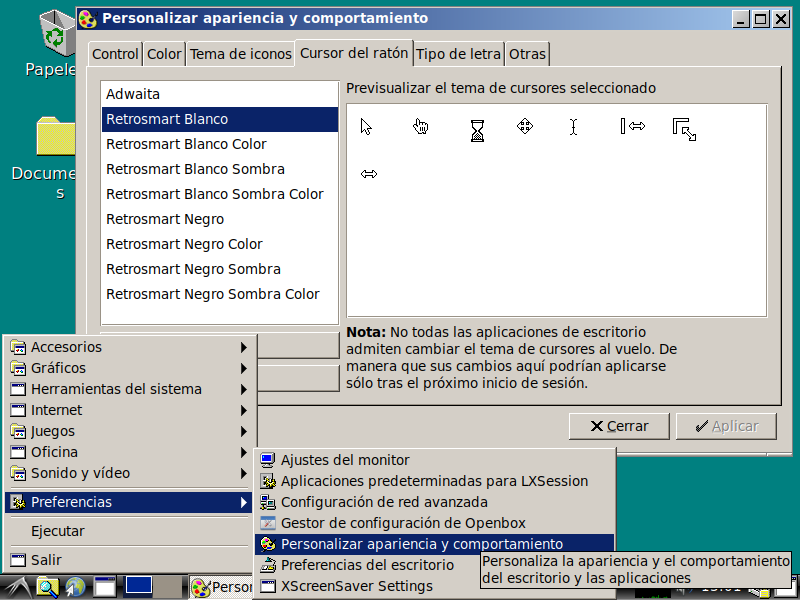 Personalizar apariencia y comportamiento
Papele
Docume
s
Control
Color
Tema de iconos
Cursor del ratón
Tipo de letra
Otras
Adwaita
Retrosmart Blanco
Retrosmart Blanco Color
Retrosmart Blanco Sombra
Retrosmart Blanco Sombra Color
Retrosmart Negro
Retrosmart Negro Color
Retrosmart Negro Sombra
Retrosmart Negro Sombra Color
Previsualizar el tema de cursores seleccionado
Nota: No todas las aplicaciones de escritorio
admiten cambiar el tema de cursores al vuelo. De
manera que sus cambios aquí podrían aplicarse
sólo tras el próximo inicio de sesión.
Cerrar
Aplicar
Accesorios
Gráficos
Herramientas del sistema
Internet
Juegos
Oficina
Sonido y vídeo
Preferencias
Ejecutar
Salir
Ajustes del monitor
Aplicaciones predeterminadas para LXSession
Configuración de red avanzada
Gestor de configuración de Openbox
Personalizar apariencia y comportamiento
Preferencias del escritorio
XScreenSaver Settings
Personaliza la apariencia y el comportamiento
del escritorio y las aplicaciones
Person